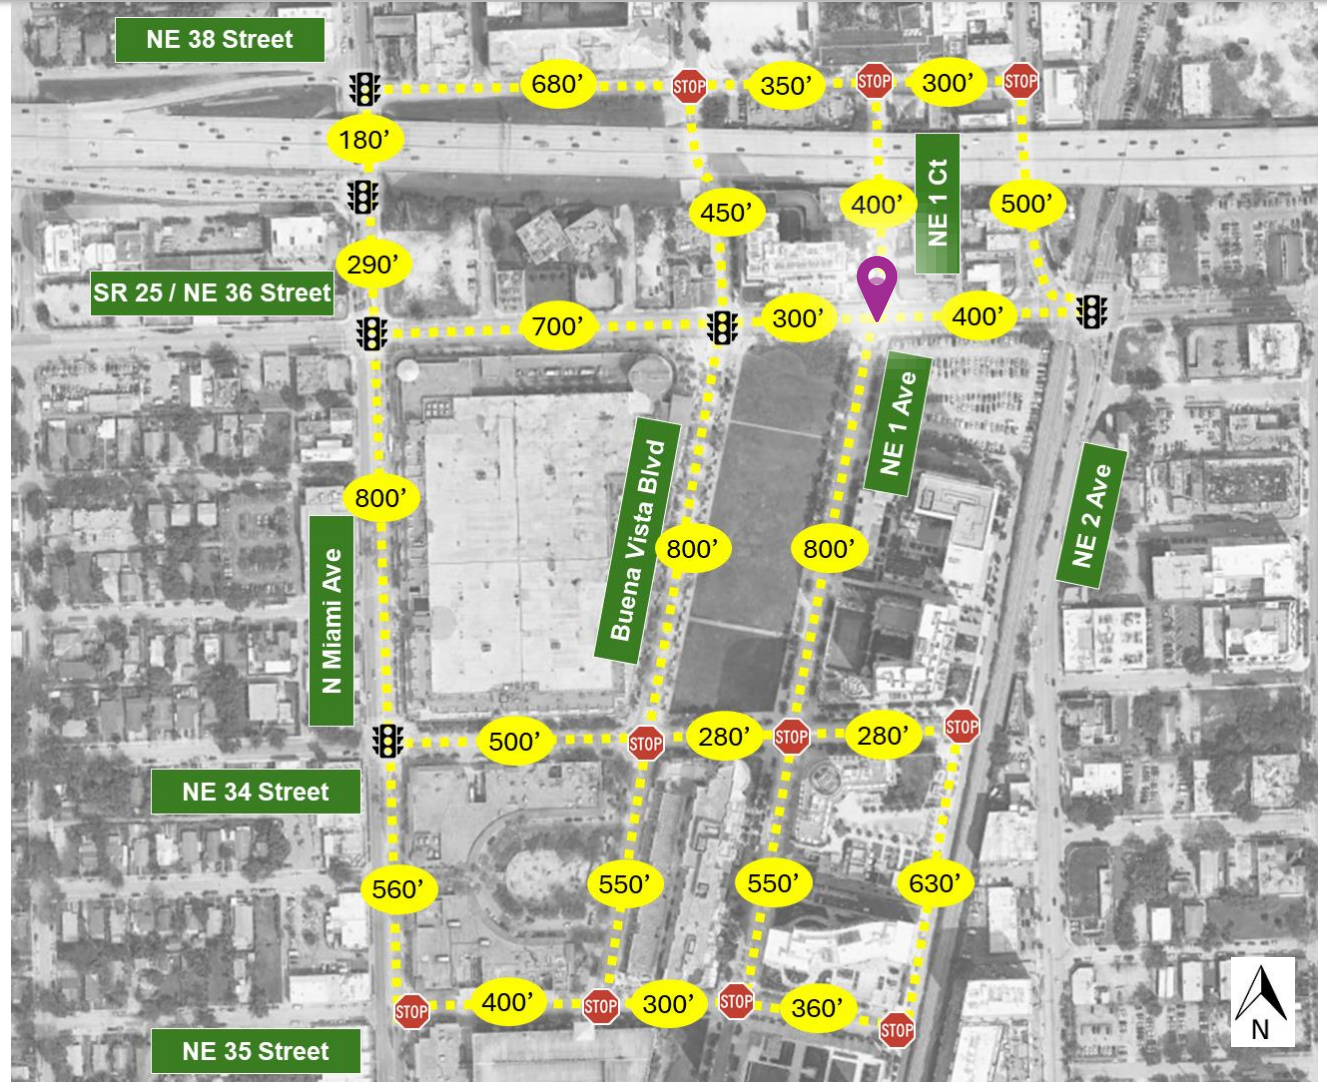 NE 38 Street
680’
STOP
350’
STOP
300’
STOP
180’
NE 1 Ct
450’
400’
500’
290’
SR 25 / NE 36 Street
700’
300’
400’
NE 1 Ave
Buena Vista Blvd
NE 2 Ave
800’
800’
800’
N Miami Ave
500’
STOP
280’
STOP
280’
STOP
NE 34 Street
560’
550’
550’
630’
STOP
400’
STOP
300’
STOP
360’
STOP
NE 35 Street
N